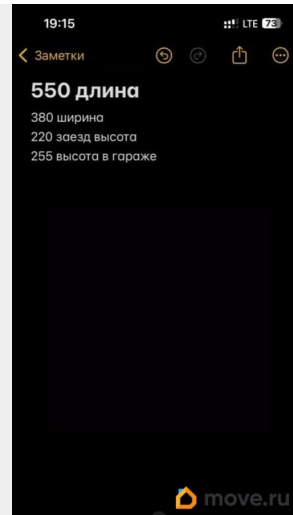 19:15
LTE 73
Заметки
550 длина
380 ширина
220 заезд высота
255 высота в гараже
move.ru